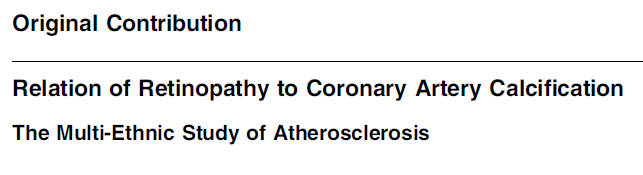 Original Contribution
Relation of Retinopathy to Coronary Artery Calcification
The Multi-Ethnic Study of Atherosclerosis